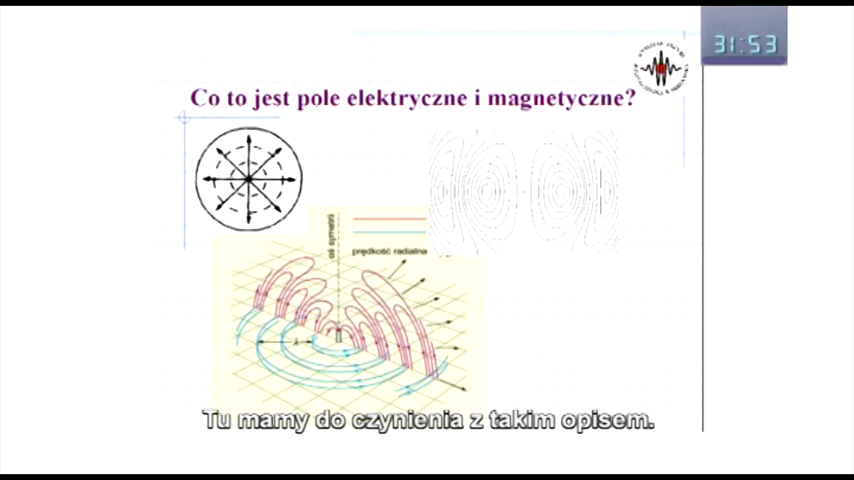 31:53
Co to jest pole elektryczne i magnetyczne?
oś symetrii
prędkość radialna
λ
Tu mamy do czynienia z takim opisem.